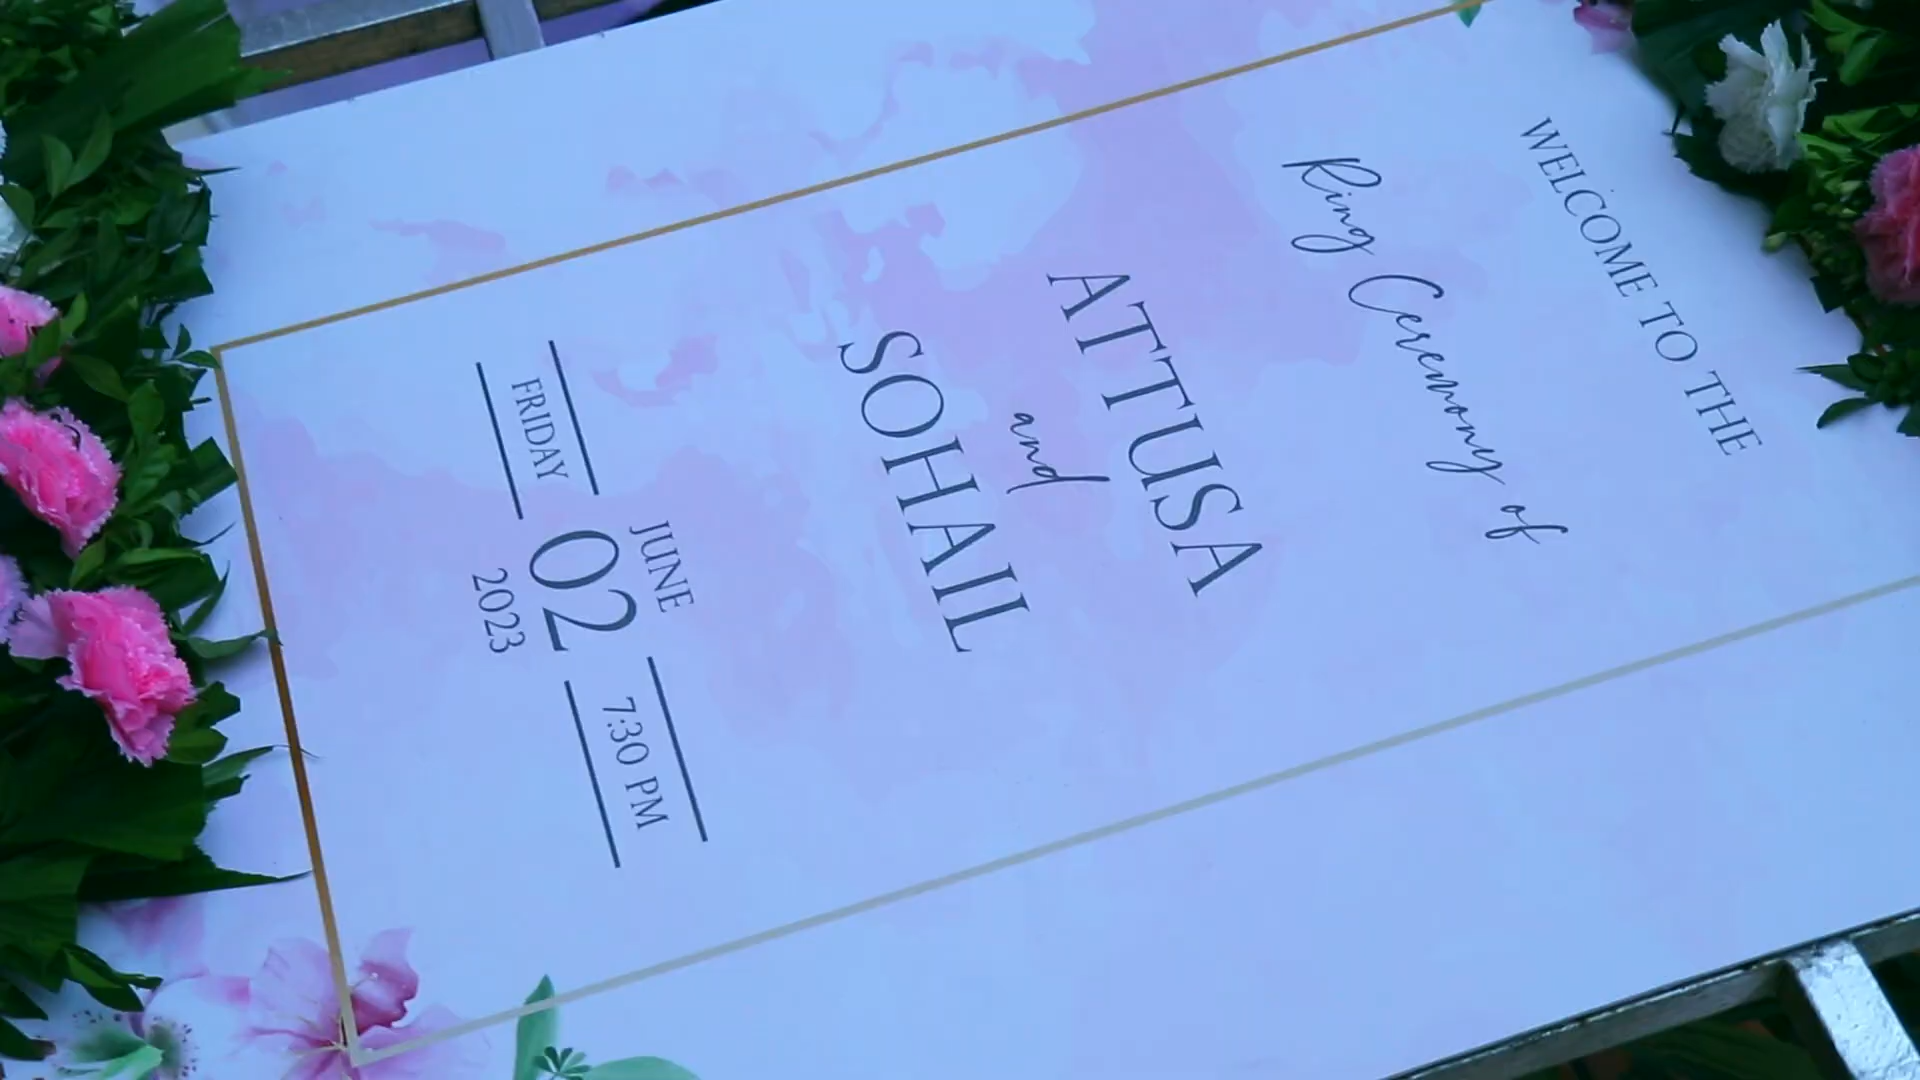 WELCOME TO THE
Ring Ceremony of
ATTUSA
and
SOHAIL
JUNE
FRIDAY 02 7:30 PM
2023